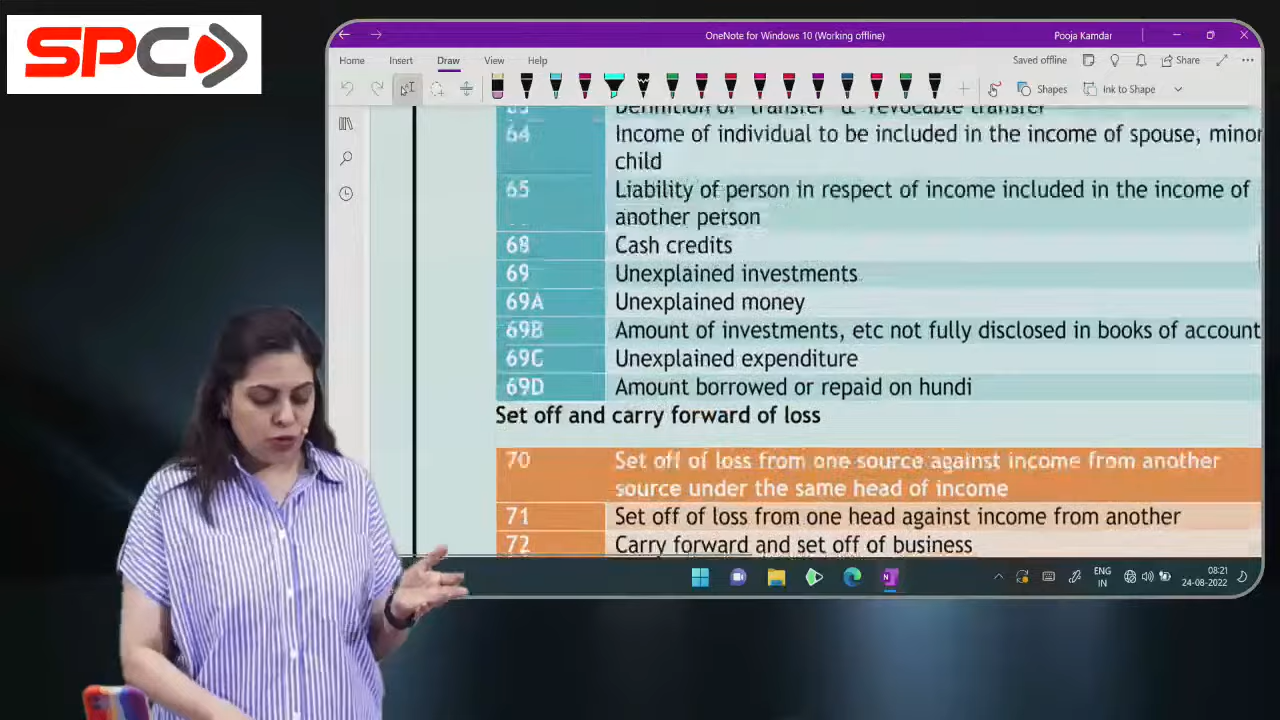 SPC
OneNote for Windows 10 (Working offline)
Pooja Kamdar
Home Insert Draw View Help
Saved offline
Share
Shapes
Ink to Shape
63 Definition of "transfer" & "revocable transfer"
64 Income of individual to be included in the income of spouse, minor
child
65 Liability of person in respect of income included in the income of
another person
68 Cash credits
69 Unexplained investments
69A Unexplained money
69B Amount of investments, etc not fully disclosed in books of account
69C Unexplained expenditure
69D Amount borrowed or repaid on hundi
Set off and carry forward of loss
70 Set off of loss from one source against income from another
source under the same head of income
71 Set off of loss from one head against income from another
72 Carry forward and set off of business
ENG
IN
08:21
24-08-2022